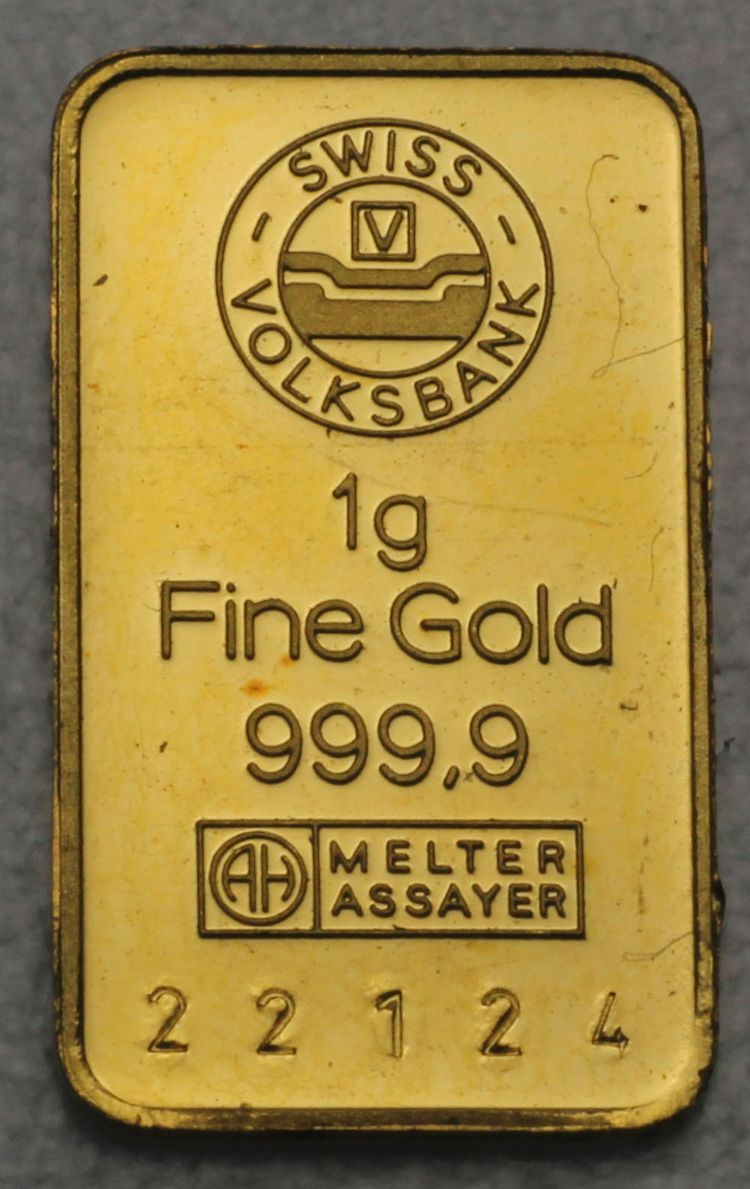 SWISS
V
VOLKSBANK
1g
Fine Gold
999,9
AH
MELTER
ASSAYER
22124